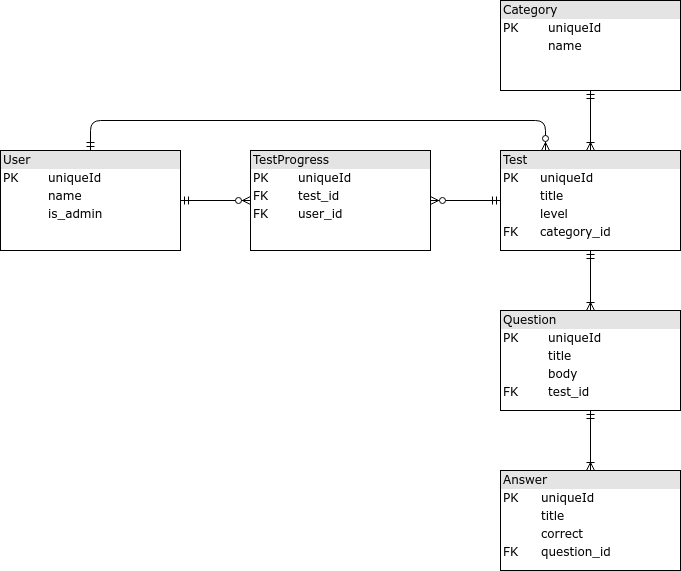 Category
PK uniqueId
name
User
PK uniqueId
name
is_admin
TestProgress
PK uniqueId
FK test_id
FK user_id
Test
PK uniqueId
title
level
FK category_id
Question
PK uniqueId
title
body
FK test_id
Answer
PK uniqueId
title
correct
FK question_id